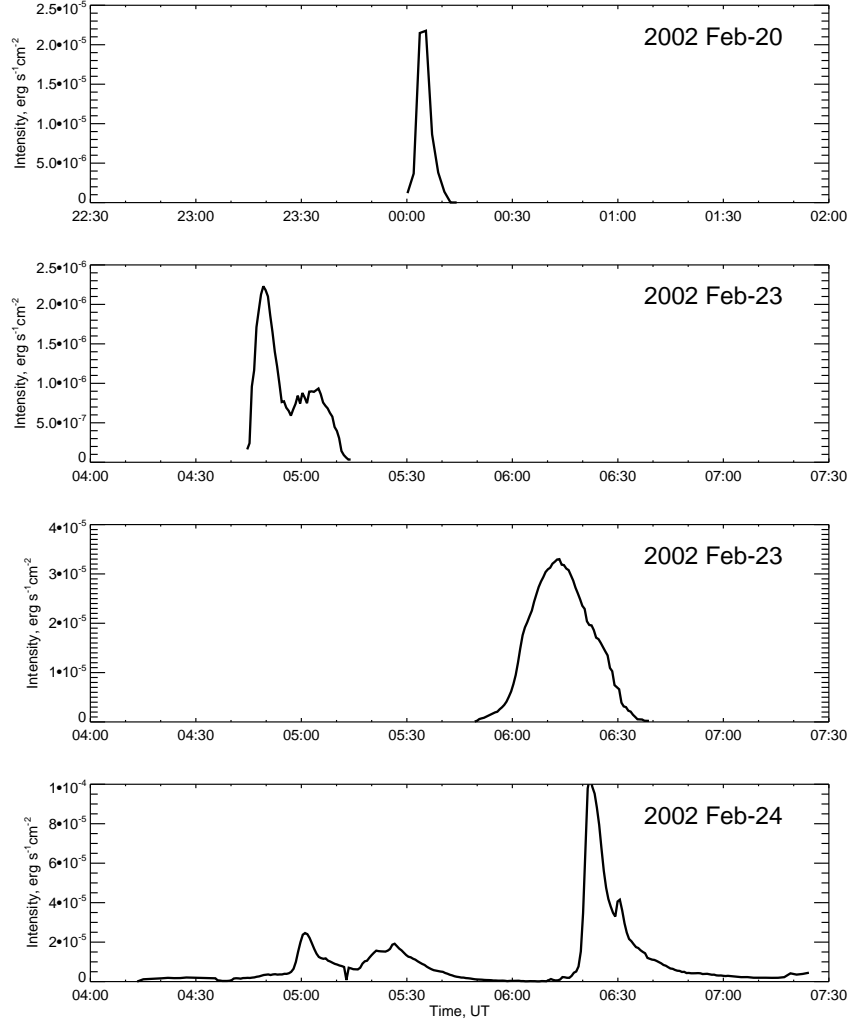 2.5•10⁻⁵
2.0•10⁻⁵
1.5•10⁻⁵
1.0•10⁻⁵
5.0•10⁻⁶
0
Intensity, erg s⁻¹cm⁻²
2002 Feb-20
22:30 23:00 23:30 00:00 00:30 01:00 01:30 02:00
2.5•10⁻⁶
2.0•10⁻⁶
1.5•10⁻⁶
1.0•10⁻⁶
5.0•10⁻⁷
0
Intensity, erg s⁻¹cm⁻²
2002 Feb-23
04:00 04:30 05:00 05:30 06:00 06:30 07:00 07:30
4•10⁻⁵
3•10⁻⁵
2•10⁻⁵
1•10⁻⁵
0
Intensity, erg s⁻¹cm⁻²
2002 Feb-23
04:00 04:30 05:00 05:30 06:00 06:30 07:00 07:30
1•10⁻⁴
8•10⁻⁵
6•10⁻⁵
4•10⁻⁵
2•10⁻⁵
0
Intensity, erg s⁻¹cm⁻²
2002 Feb-24
04:00 04:30 05:00 05:30 06:00 06:30 07:00 07:30
Time, UT